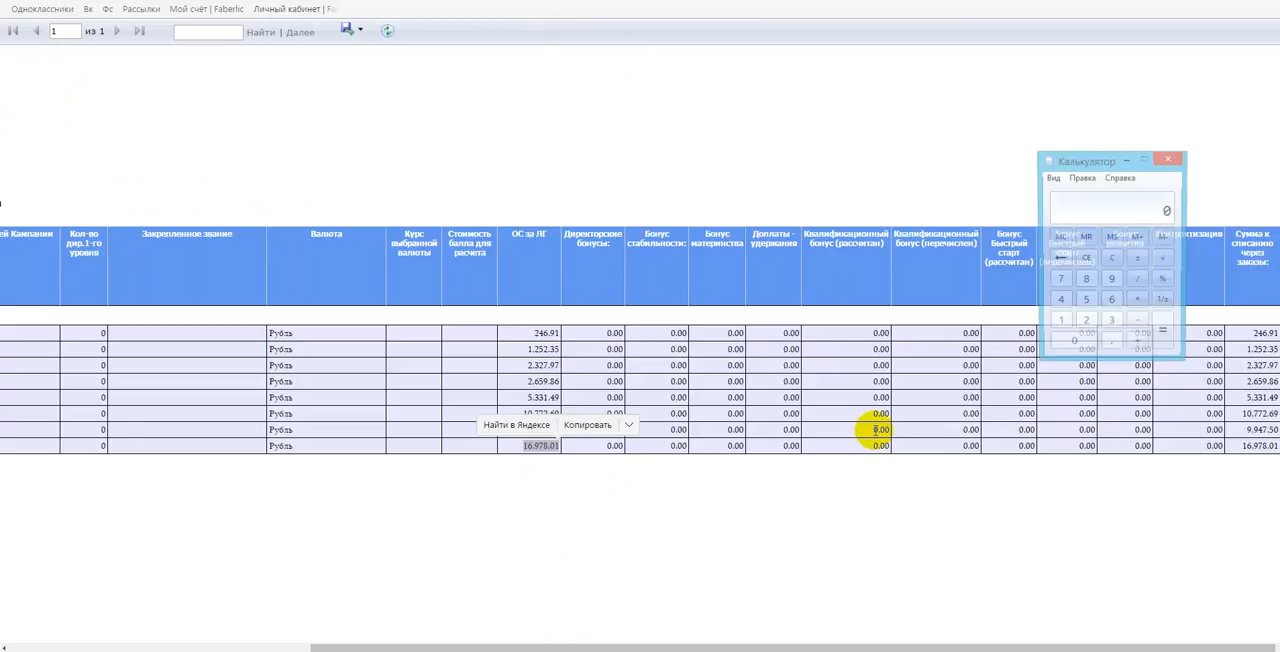 Одноклассники Вк Фс Рассылки Мой счёт | Faberlic Личный кабинет | Fa
1 из 1 Найти | Далее
Калькулятор
Вид Правка Справка
0
ей Кампании
Кол-во дир.1-го уровня
Закрепленное звание
Валюта
Курс выбранной валюты
Стоимость балла для расчета
ОС за ЛГ
Директорские бонусы:
Бонус стабильности:
Бонус материнства
Доплаты - удержания
Квалификационный бонус (рассчитан)
Квалификационный бонус (перечислен)
Бонус Быстрый старт (рассчитан)
Сумма к списанию через заказы:
MC MR MS M+ M-
← CE C ± √
7 8 9 / %
4 5 6 * 1/x
1 2 3 - =
0 , +
0 Рубль 246.91 0.00 0.00 0.00 0.00 0.00 0.00 0.00 0.00 0.00 0.00 246.91
0 Рубль 1.252.35 0.00 0.00 0.00 0.00 0.00 0.00 0.00 0.00 0.00 0.00 1.252.35
0 Рубль 2.327.97 0.00 0.00 0.00 0.00 0.00 0.00 0.00 0.00 0.00 0.00 2.327.97
0 Рубль 2.659.86 0.00 0.00 0.00 0.00 0.00 0.00 0.00 0.00 0.00 0.00 2.659.86
0 Рубль 5.331.49 0.00 0.00 0.00 0.00 0.00 0.00 0.00 0.00 0.00 0.00 5.331.49
0 Рубль 10.772.69 0.00 0.00 0.00 0.00 0.00 0.00 0.00 0.00 0.00 0.00 10.772.69
Найти в Яндексе Копировать
0 Рубль 0.00 0.00 0.00 0.00 0.00 0.00 0.00 0.00 0.00 9.947.50
0 Рубль 16.978.01 0.00 0.00 0.00 0.00 0.00 0.00 0.00 0.00 0.00 0.00 16.978.01